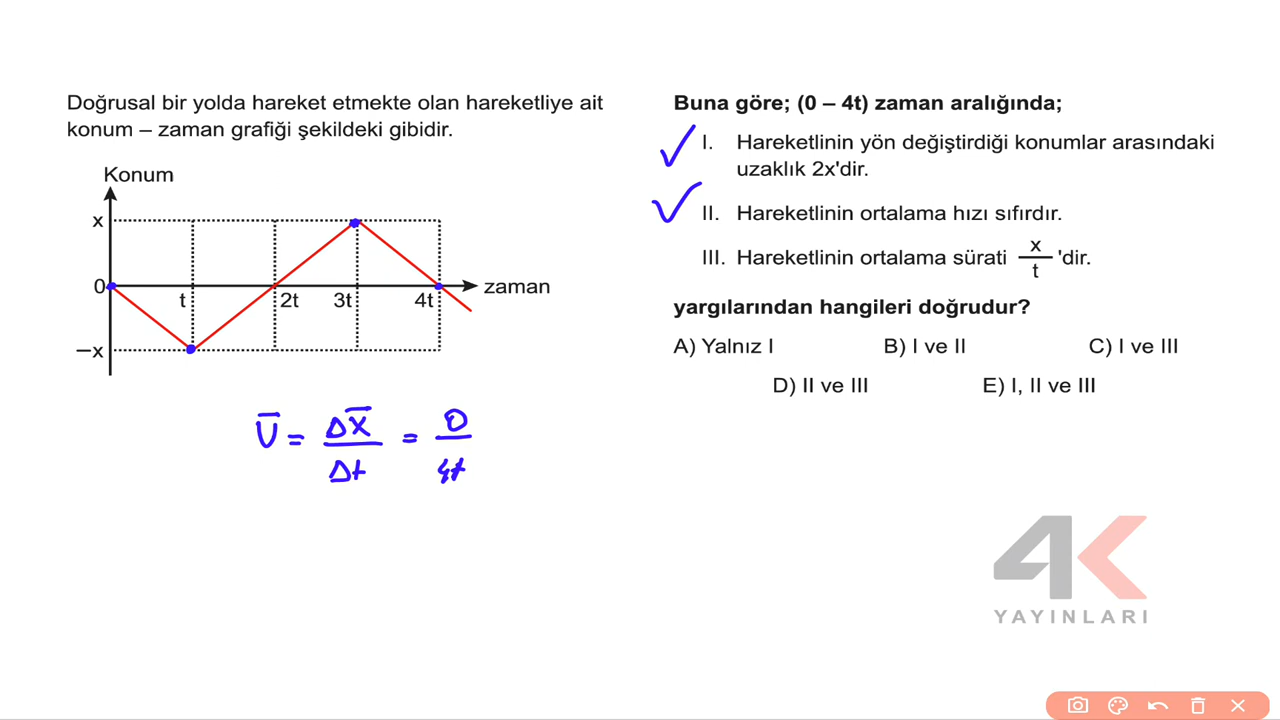 Doğrusal bir yolda hareket etmekte olan hareketliye ait
konum – zaman grafiği şekildeki gibidir.
Konum
x
0
t
2t
3t
4t
zaman
–x
V̅ = Δx̅/Δt = 0/4t
Buna göre; (0 – 4t) zaman aralığında;
I. Hareketlinin yön değiştirdiği konumlar arasındaki
uzaklık 2x'dir.
II. Hareketlinin ortalama hızı sıfırdır.
III. Hareketlinin ortalama sürati x/t 'dir.
yargılarından hangileri doğrudur?
A) Yalnız I B) I ve II C) I ve III
D) II ve III E) I, II ve III
4K
YAYINLARI